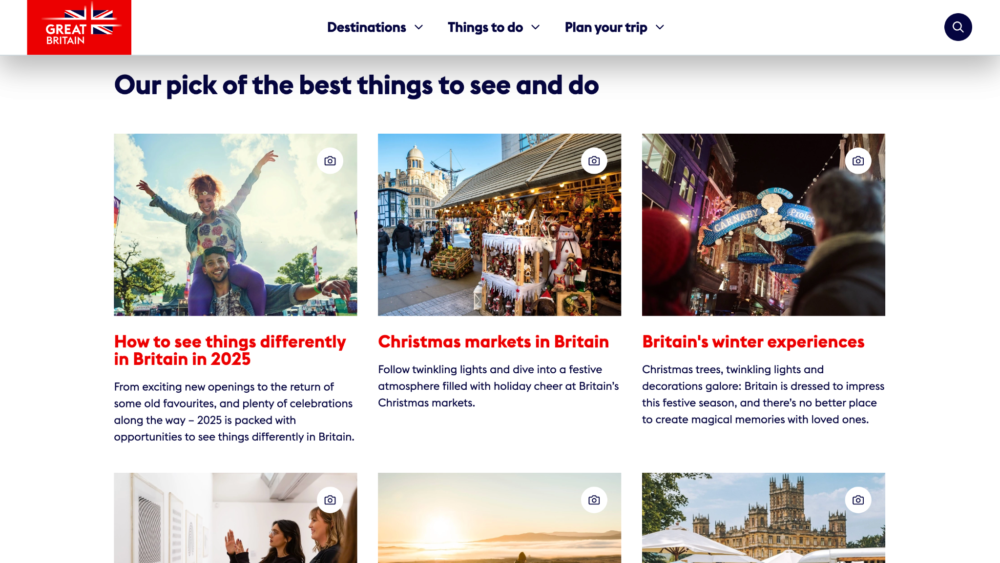 GREAT
BRITAIN
Destinations
Things to do
Plan your trip
Our pick of the best things to see and do
ONE OCEAN
CARNABY
Projec
ONE PLANET
How to see things differently
in Britain in 2025
From exciting new openings to the return of
some old favourites, and plenty of celebrations
along the way – 2025 is packed with
opportunities to see things differently in Britain.
Christmas markets in Britain
Follow twinkling lights and dive into a festive
atmosphere filled with holiday cheer at Britain’s
Christmas markets.
Britain's winter experiences
Christmas trees, twinkling lights and
decorations galore: Britain is dressed to impress
this festive season, and there’s no better place
to create magical memories with loved ones.